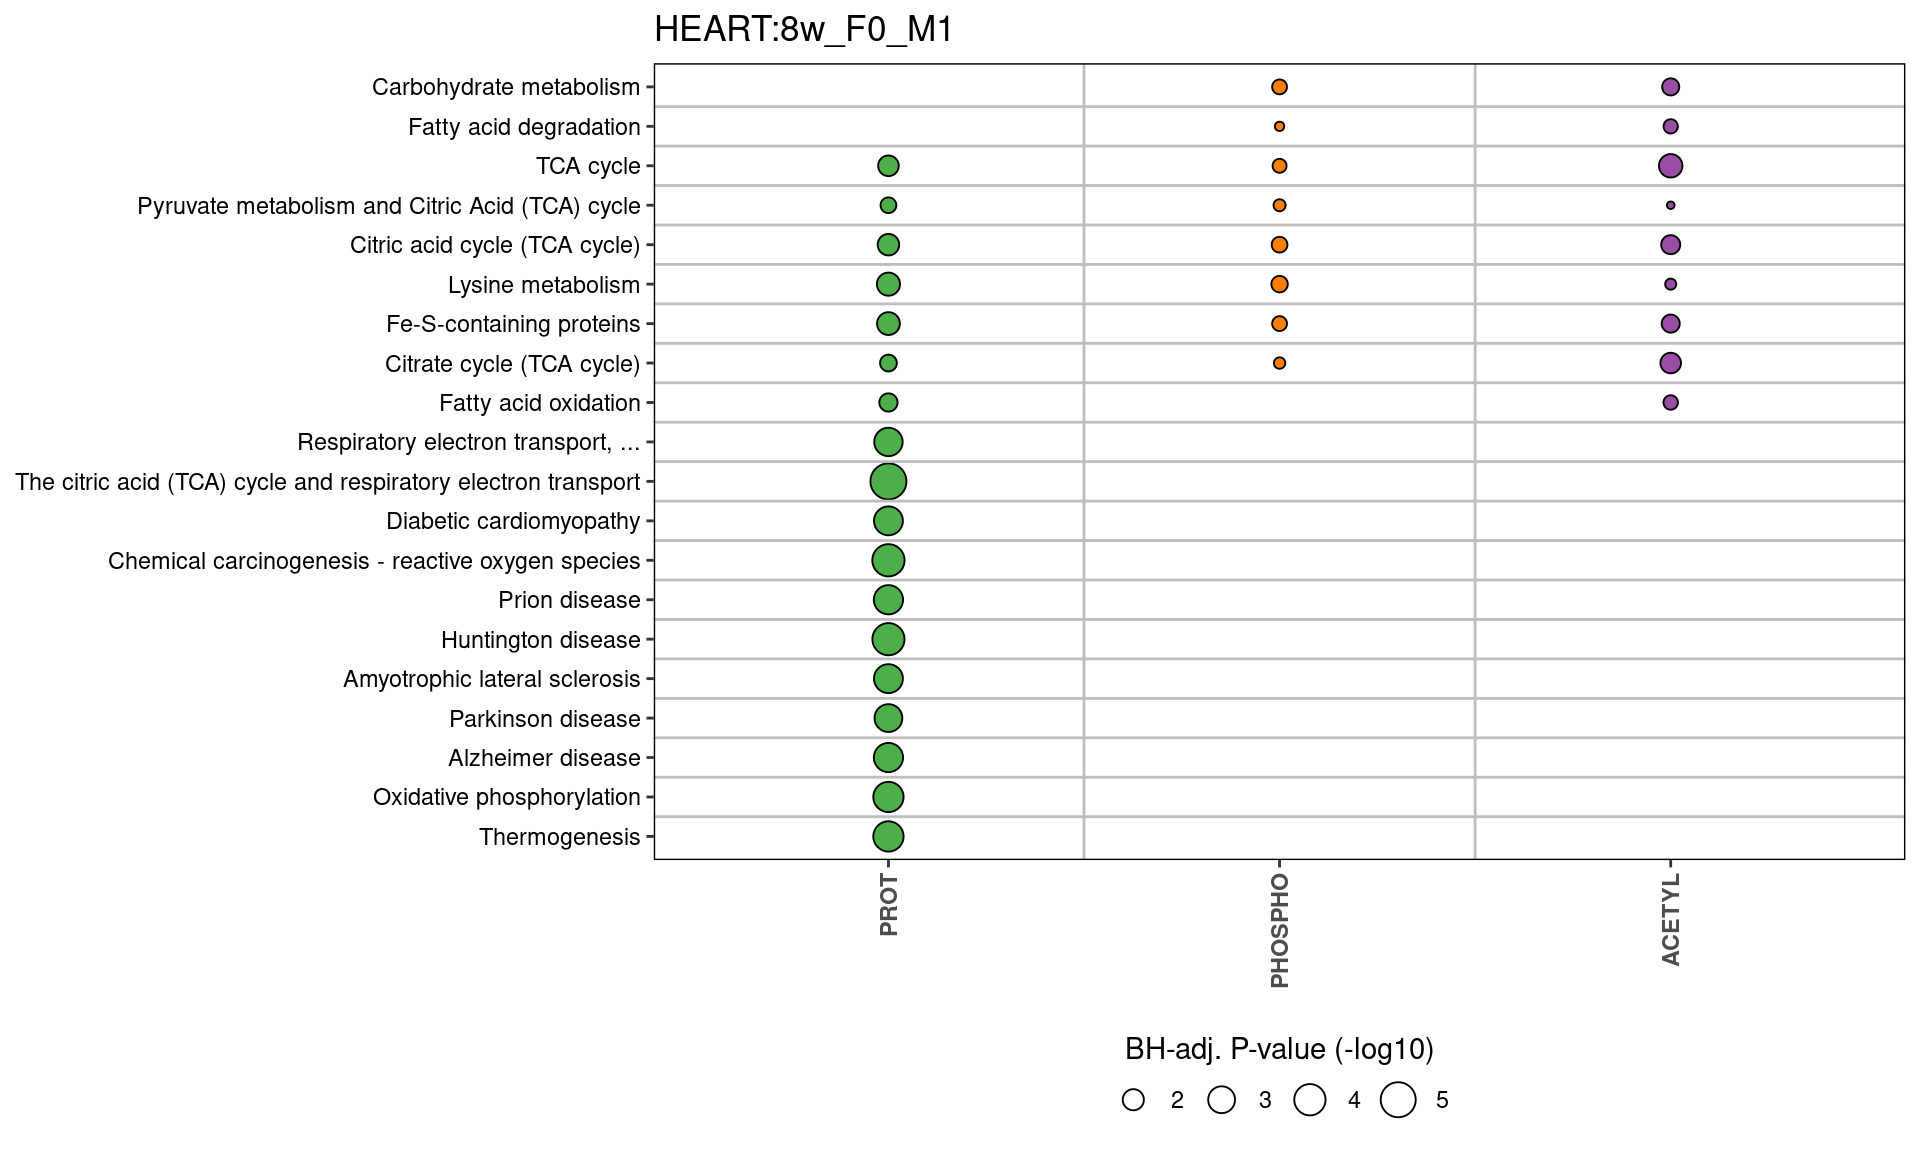 HEART:8w_F0_M1
Carbohydrate metabolism
Fatty acid degradation
TCA cycle
Pyruvate metabolism and Citric Acid (TCA) cycle
Citric acid cycle (TCA cycle)
Lysine metabolism
Fe-S-containing proteins
Citrate cycle (TCA cycle)
Fatty acid oxidation
Respiratory electron transport, ...
The citric acid (TCA) cycle and respiratory electron transport
Diabetic cardiomyopathy
Chemical carcinogenesis - reactive oxygen species
Prion disease
Huntington disease
Amyotrophic lateral sclerosis
Parkinson disease
Alzheimer disease
Oxidative phosphorylation
Thermogenesis
PROT
PHOSPHO
ACETYL
BH-adj. P-value (-log10)
2 3 4 5